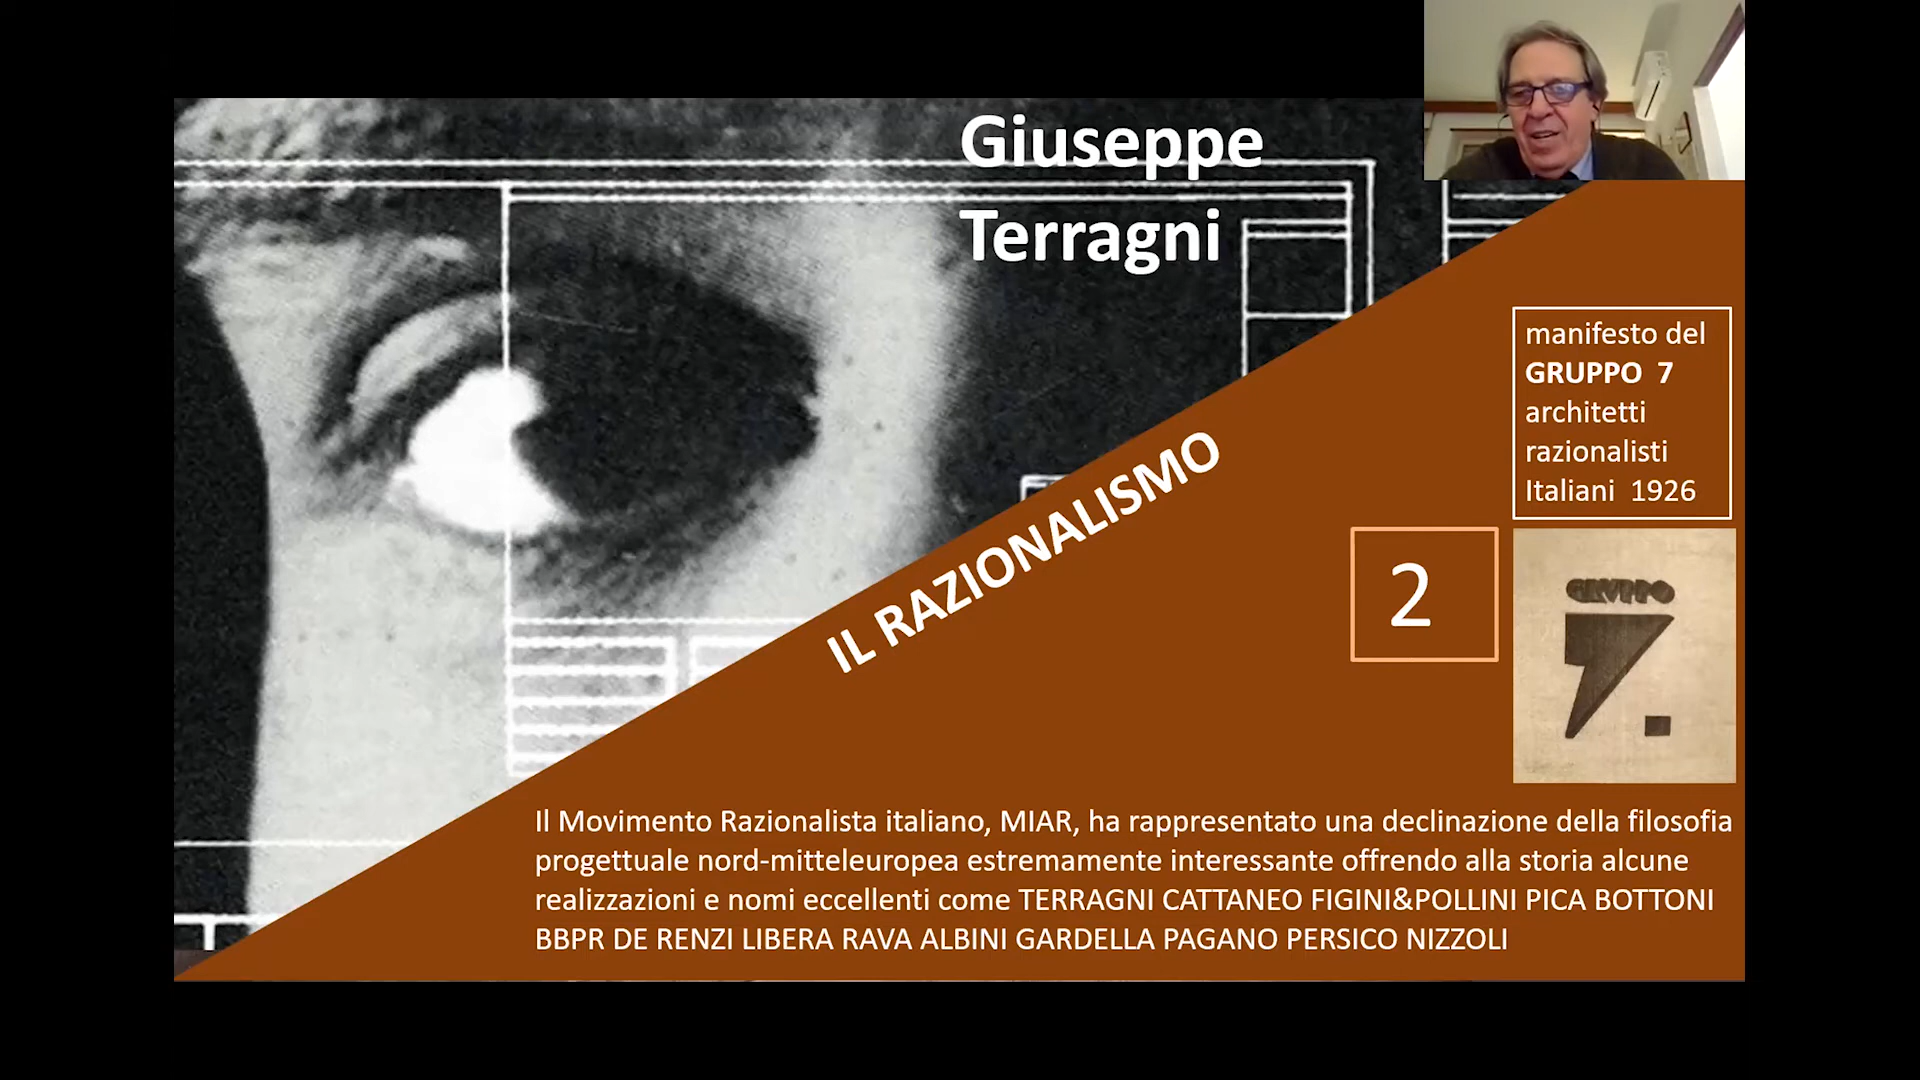 Giuseppe
Terragni
IL RAZIONALISMO
manifesto del
GRUPPO 7
architetti
razionalisti
Italiani 1926
2
GRUPPO
7.
Il Movimento Razionalista italiano, MIAR, ha rappresentato una declinazione della filosofia
progettuale nord-mitteleuropea estremamente interessante offrendo alla storia alcune
realizzazioni e nomi eccellenti come TERRAGNI CATTANEO FIGINI&POLLINI PICA BOTTONI
BBPR DE RENZI LIBERA RAVA ALBINI GARDELLA PAGANO PERSICO NIZZOLI